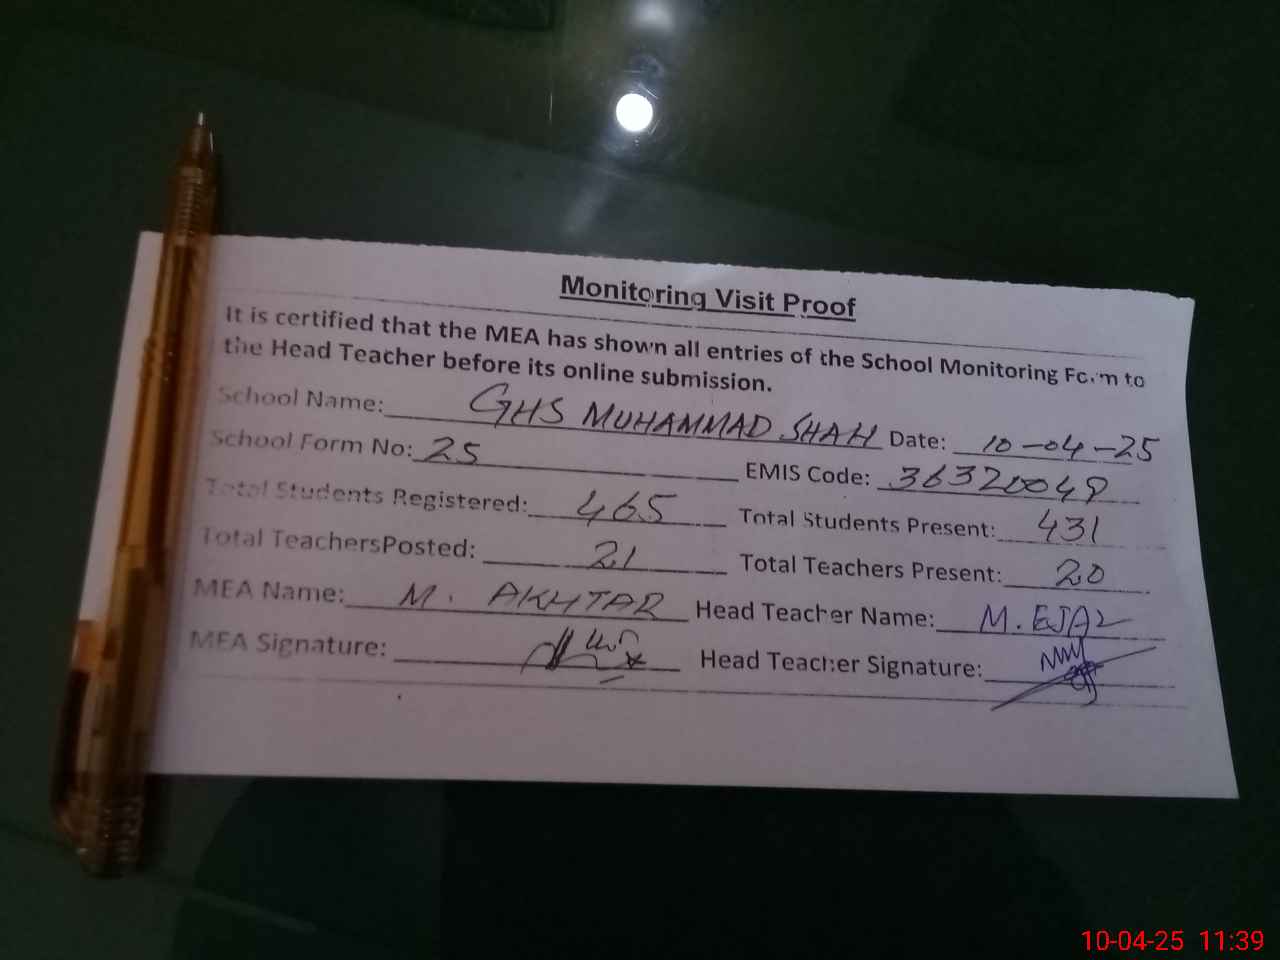 Monitoring Visit Proof
It is certified that the MEA has shown all entries of the School Monitoring Form to
the Head Teacher before its online submission.
School Name: GHS MUHAMMAD SHAH Date: 10-04-25
School Form No: 25 EMIS Code: 36320049
Total Students Registered: 465 Total Students Present: 431
Total TeachersPosted: 21 Total Teachers Present: 20
MEA Name: M. AKHTAR Head Teacher Name: M. EJAZ
MEA Signature: Head Teacher Signature:
10-04-25 11:39